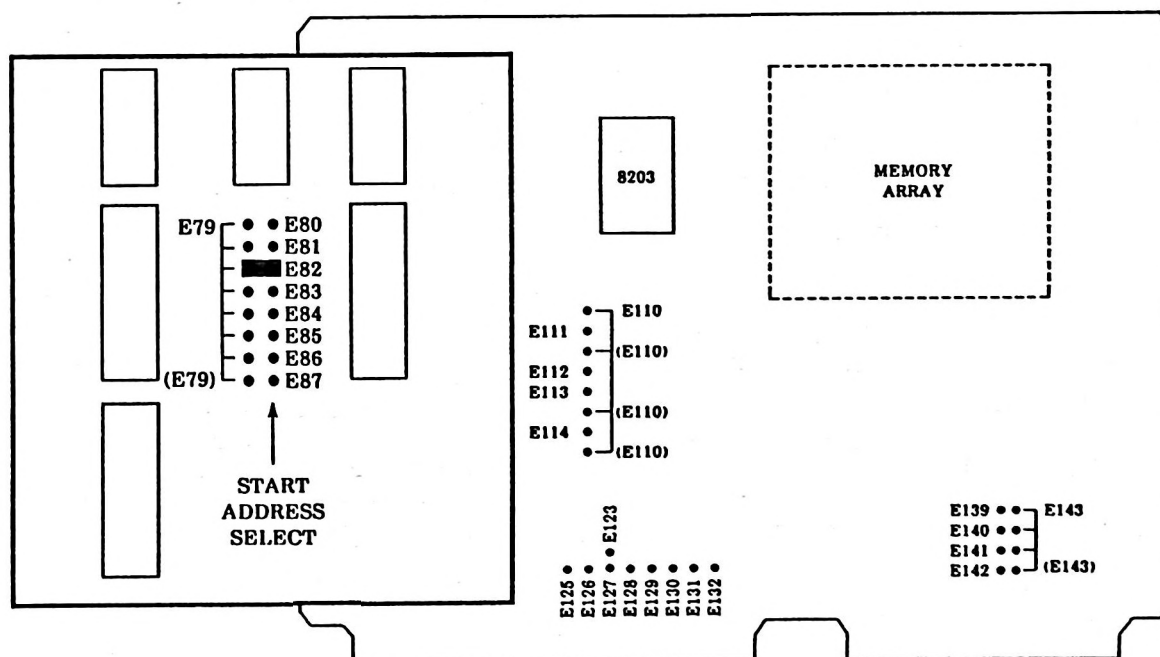 E79
E80
E81
E82
E83
E84
E85
E86
(E79)
E87
START
ADDRESS
SELECT
8203
MEMORY
ARRAY
E110
E111
(E110)
E112
E113
(E110)
E114
(E110)
E123
E125
E126
E127
E128
E129
E130
E131
E132
E139
E143
E140
E141
E142
(E143)